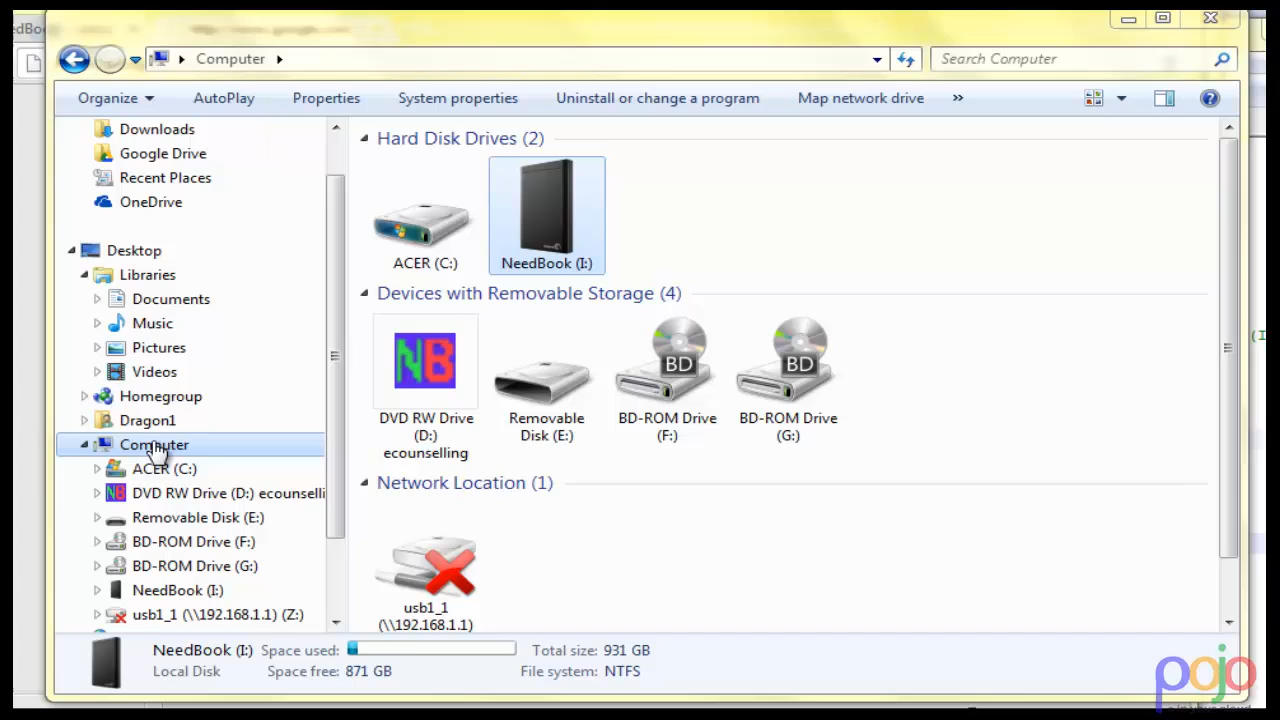 Computer
Search Computer
Organize
AutoPlay
Properties
System properties
Uninstall or change a program
Map network drive
»
Downloads
Google Drive
Recent Places
OneDrive
Desktop
Libraries
Documents
Music
Pictures
Videos
Homegroup
Dragon1
Computer
ACER (C:)
DVD RW Drive (D:) ecounselli
Removable Disk (E:)
BD-ROM Drive (F:)
BD-ROM Drive (G:)
NeedBook (I:)
usb1_1 (\\192.168.1.1) (Z:)
Hard Disk Drives (2)
ACER (C:)
NeedBook (I:)
Devices with Removable Storage (4)
NB
DVD RW Drive
(D:)
ecounselling
Removable
Disk (E:)
BD
BD-ROM Drive
(F:)
BD
BD-ROM Drive
(G:)
Network Location (1)
usb1_1
(\\192.168.1.1)
NeedBook (I:)
Local Disk
Space used:
Space free: 871 GB
Total size: 931 GB
File system: NTFS
pojo